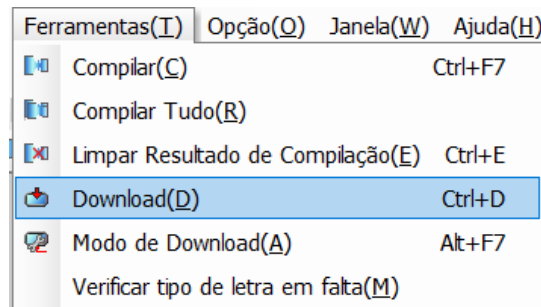 Ferramentas(T) Opção(O) Janela(W) Ajuda(H)
Compilar(C) Ctrl+F7
Compilar Tudo(R)
Limpar Resultado de Compilação(E) Ctrl+E
Download(D) Ctrl+D
Modo de Download(A) Alt+F7
Verificar tipo de letra em falta(M)